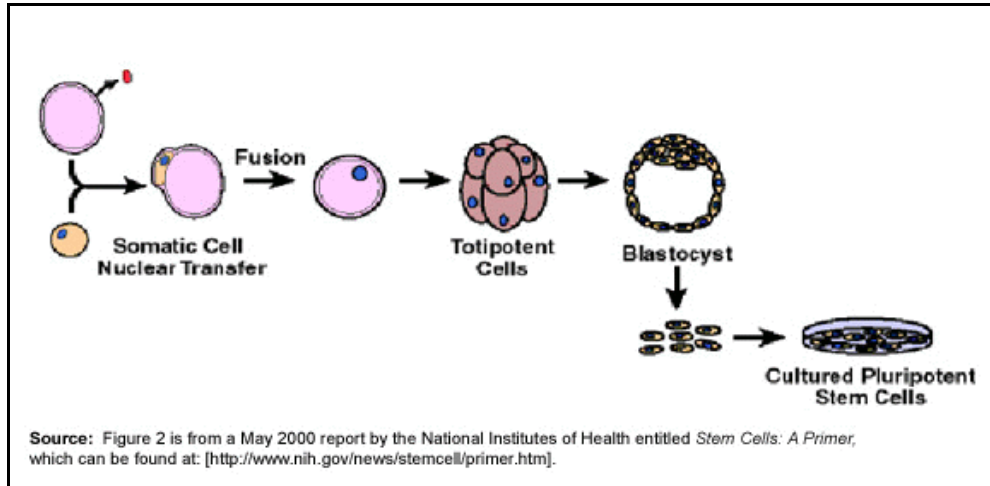 Fusion
Somatic Cell
Nuclear Transfer
Totipotent
Cells
Blastocyst
Cultured Pluripotent
Stem Cells
Source: Figure 2 is from a May 2000 report by the National Institutes of Health entitled Stem Cells: A Primer,
which can be found at: [http://www.nih.gov/news/stemcell/primer.htm].